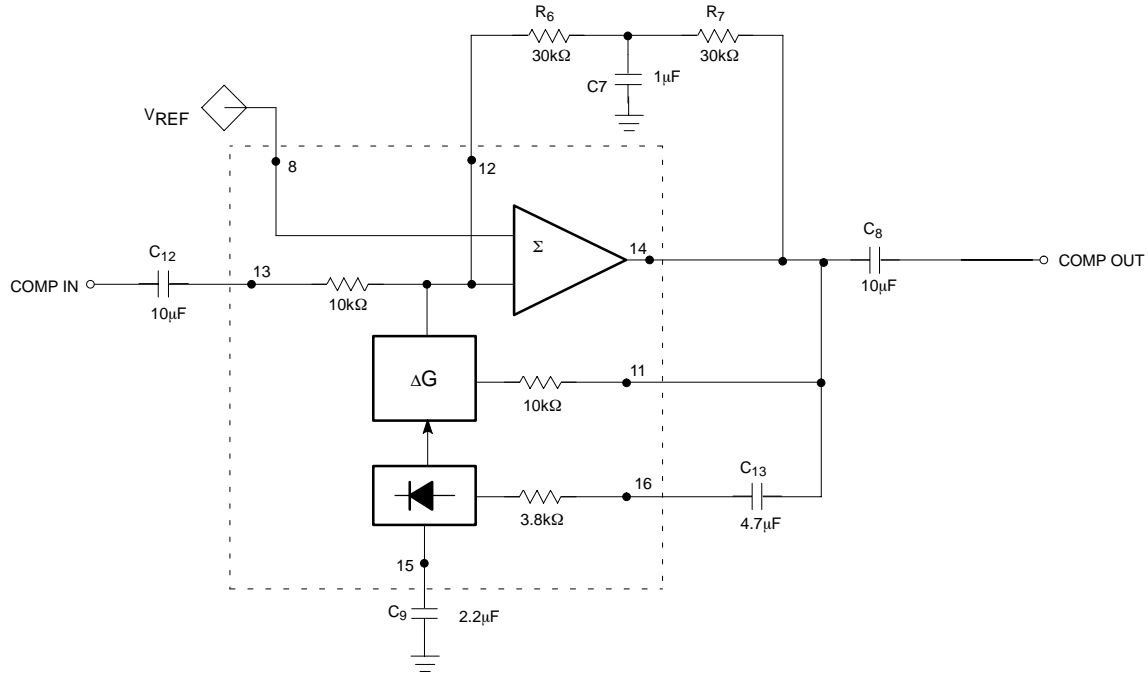 R6
R7
30kΩ
30kΩ
C7
1µF
VREF
8
12
Σ
14
C8
COMP OUT
10µF
C12
13
COMP IN
10µF
10kΩ
ΔG
11
10kΩ
16
C13
3.8kΩ
4.7µF
15
C9
2.2µF